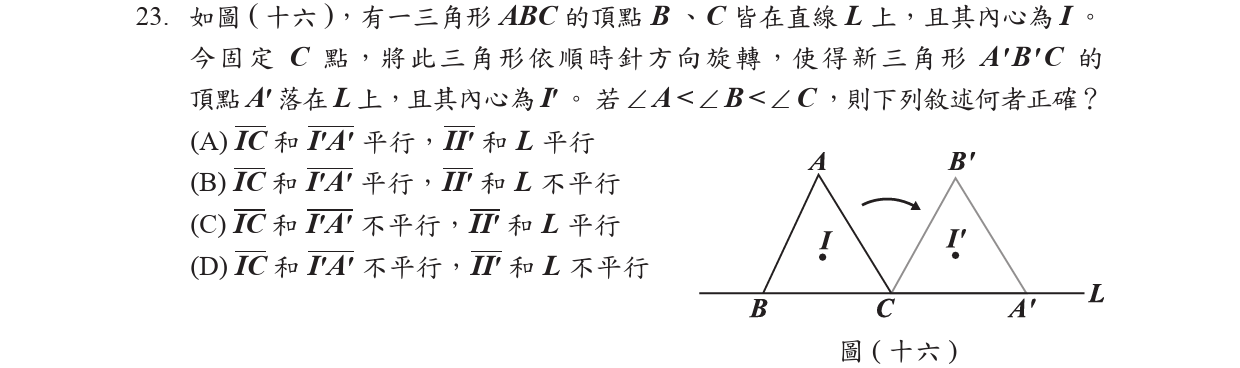 23. 如圖(十六)，有一三角形 ABC 的頂點 B 、C 皆在直線 L 上，且其內心為 I 。
今固定 C 點，將此三角形依順時針方向旋轉，使得新三角形 A'B'C 的
頂點 A' 落在 L 上，且其內心為 I' 。 若 ∠A<∠B<∠C ，則下列敘述何者正確？
(A) IC 和 I'A' 平行，II' 和 L 平行
(B) IC 和 I'A' 平行，II' 和 L 不平行
(C) IC 和 I'A' 不平行，II' 和 L 平行
(D) IC 和 I'A' 不平行，II' 和 L 不平行
A B'
I I'
B C A' L
圖(十六)